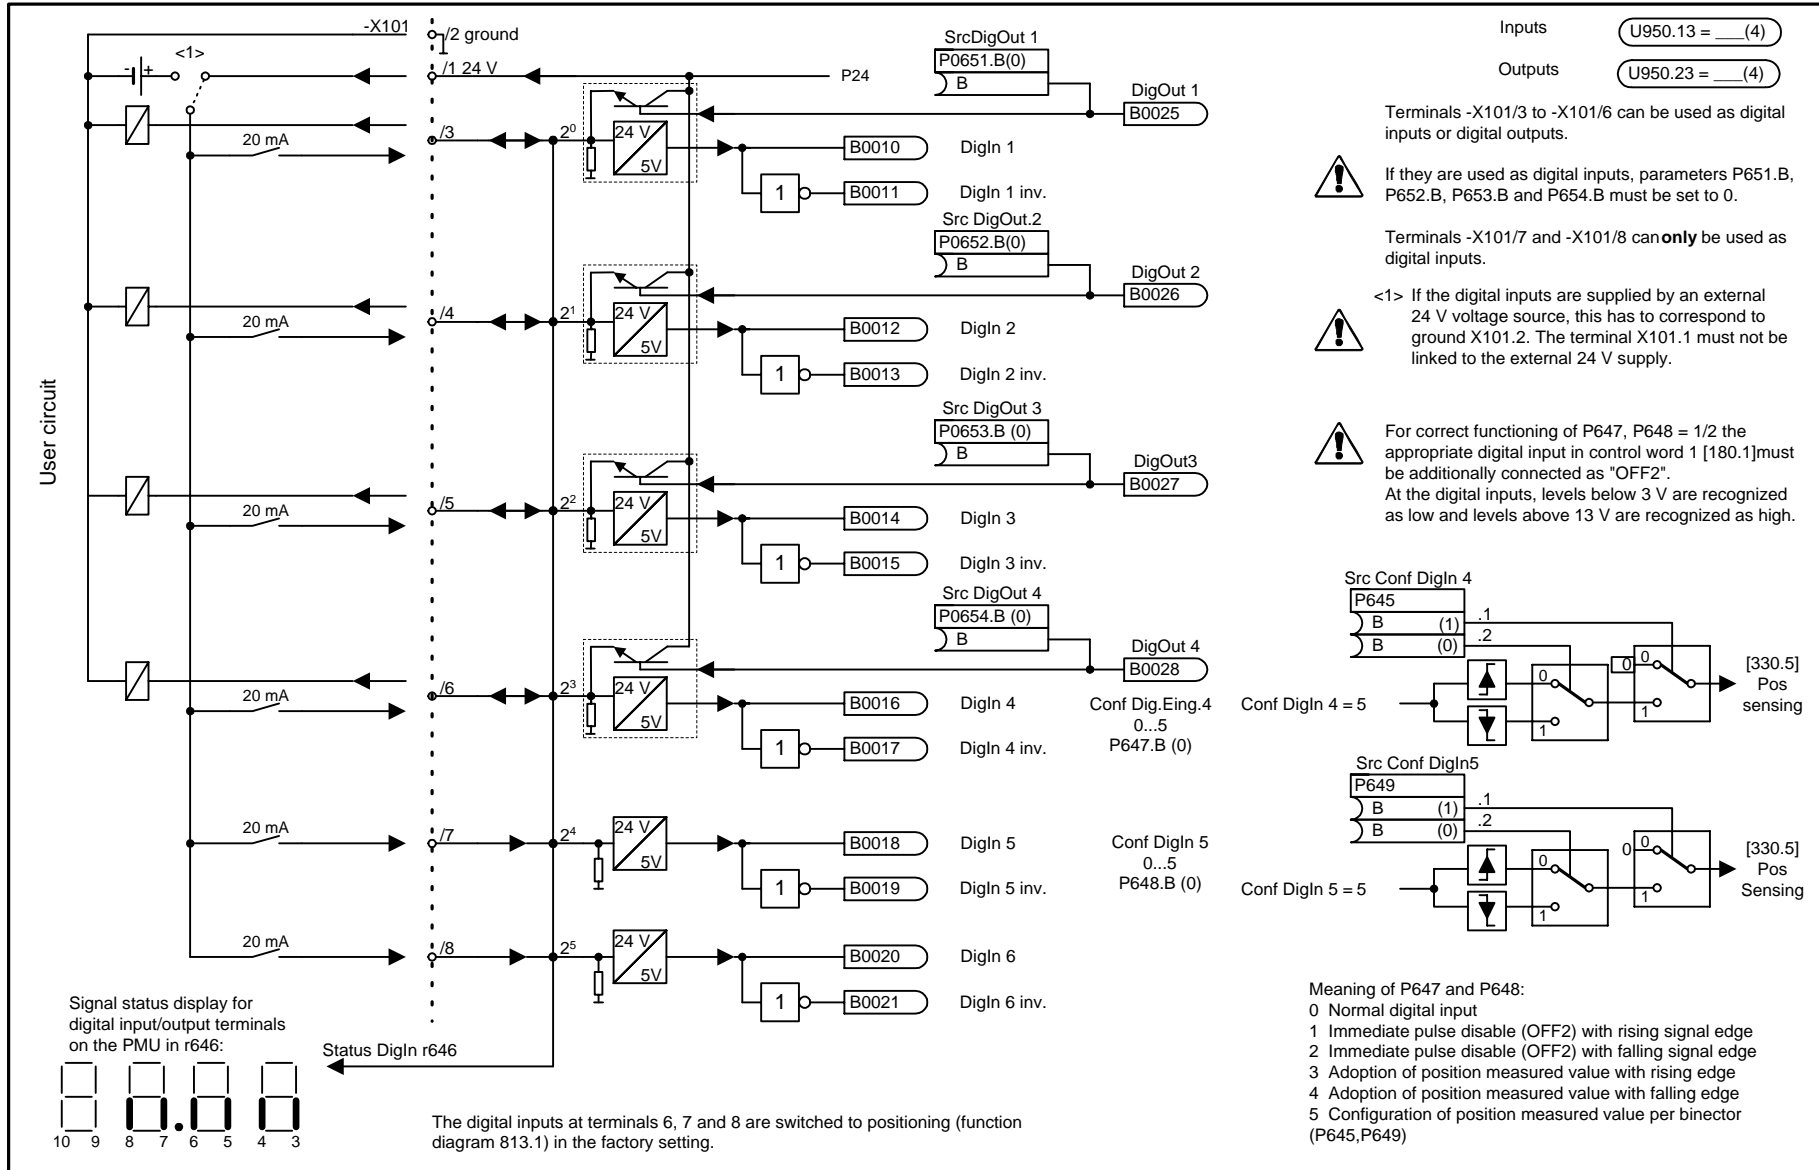 -X101
/2 ground
<1>
- +
/1 24 V
P24
SrcDigOut 1
P0651.B(0)
B
DigOut 1
B0025
20 mA
/3
2⁰
24 V
5V
B0010
DigIn 1
1
B0011
DigIn 1 inv.
Src DigOut.2
P0652.B(0)
B
DigOut 2
B0026
20 mA
/4
2¹
24 V
5V
B0012
DigIn 2
1
B0013
DigIn 2 inv.
User circuit
Src DigOut 3
P0653.B (0)
B
DigOut3
B0027
20 mA
/5
2²
24 V
5V
B0014
DigIn 3
1
B0015
DigIn 3 inv.
Src DigOut 4
P0654.B (0)
B
DigOut 4
B0028
20 mA
/6
2³
24 V
5V
B0016
DigIn 4
1
B0017
DigIn 4 inv.
Conf Dig.Eing.4
0...5
P647.B (0)
20 mA
/7
2⁴
24 V
5V
B0018
DigIn 5
1
B0019
DigIn 5 inv.
Conf DigIn 5
0...5
P648.B (0)
20 mA
/8
2⁵
24 V
5V
B0020
DigIn 6
1
B0021
DigIn 6 inv.
Signal status display for
digital input/output terminals
on the PMU in r646:
Status DigIn r646
10 9 8 7 6 5 4 3
The digital inputs at terminals 6, 7 and 8 are switched to positioning (function
diagram 813.1) in the factory setting.
Inputs
U950.13 = ___(4)
Outputs
U950.23 = ___(4)
Terminals -X101/3 to -X101/6 can be used as digital
inputs or digital outputs.
If they are used as digital inputs, parameters P651.B,
P652.B, P653.B and P654.B must be set to 0.
Terminals -X101/7 and -X101/8 can only be used as
digital inputs.
<1> If the digital inputs are supplied by an external
24 V voltage source, this has to correspond to
ground X101.2. The terminal X101.1 must not be
linked to the external 24 V supply.
For correct functioning of P647, P648 = 1/2 the
appropriate digital input in control word 1 [180.1]must
be additionally connected as "OFF2".
At the digital inputs, levels below 3 V are recognized
as low and levels above 13 V are recognized as high.
Src Conf DigIn 4
P645
B (1) .1
B (0) .2
Conf DigIn 4 = 5
0
1
0 0
1
[330.5]
Pos
sensing
Src Conf DigIn5
P649
B (1) .1
B (0) .2
Conf DigIn 5 = 5
0
1
0 0
1
[330.5]
Pos
Sensing
Meaning of P647 and P648:
0 Normal digital input
1 Immediate pulse disable (OFF2) with rising signal edge
2 Immediate pulse disable (OFF2) with falling signal edge
3 Adoption of position measured value with rising edge
4 Adoption of position measured value with falling edge
5 Configuration of position measured value per binector
(P645,P649)